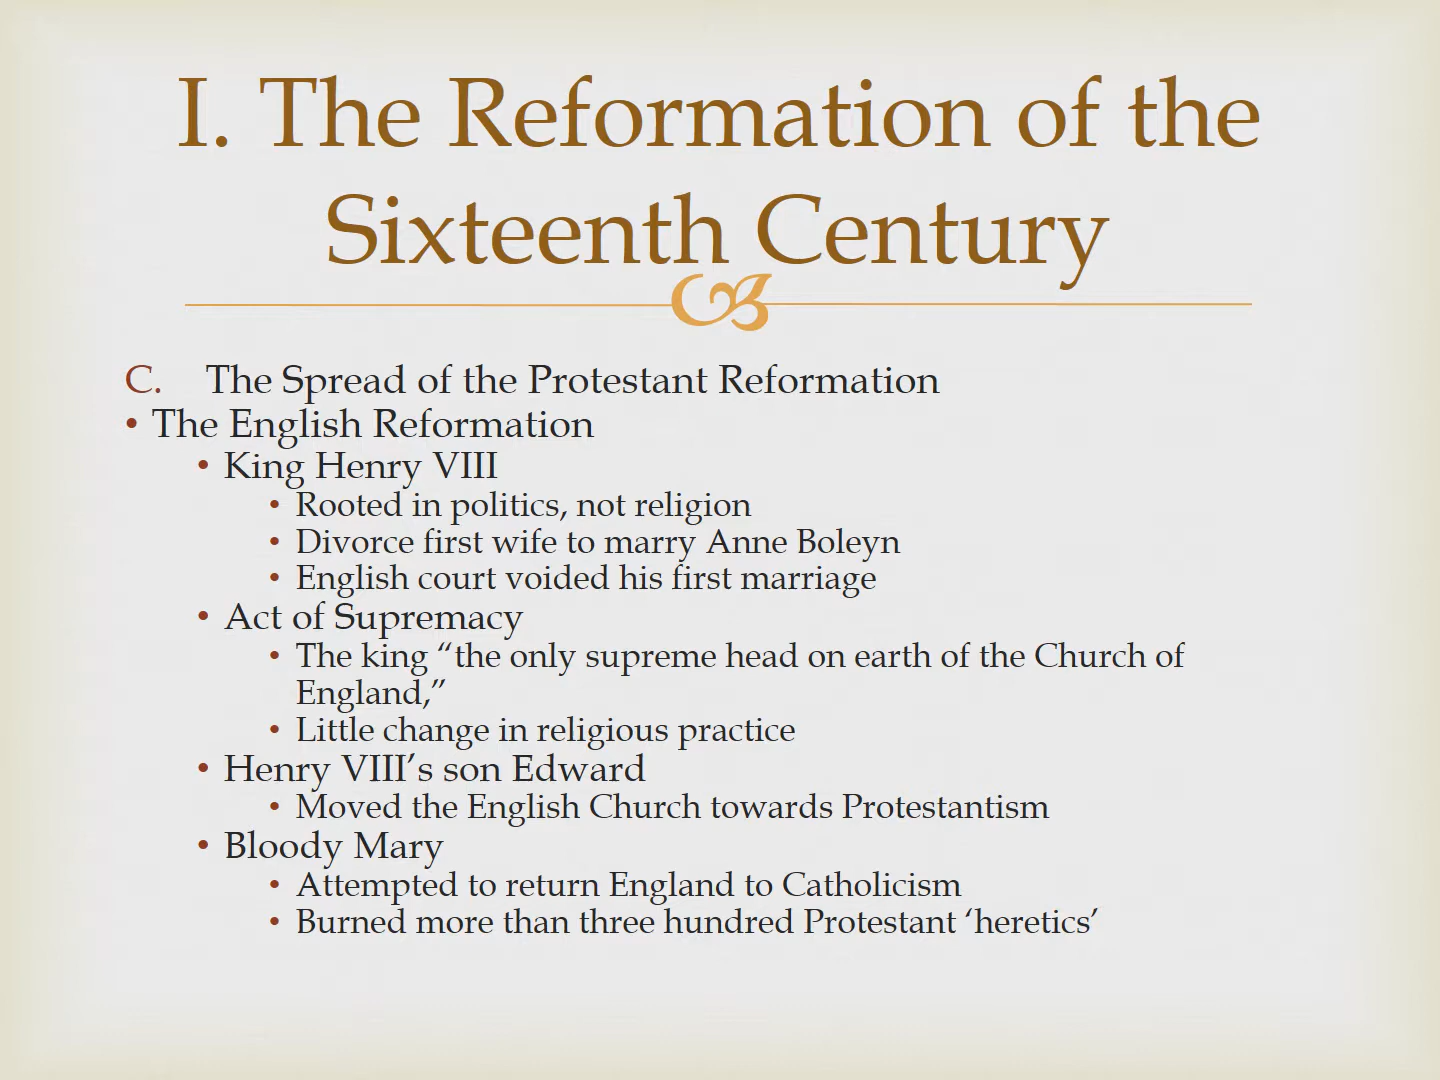 I. The Reformation of the
Sixteenth Century
C. The Spread of the Protestant Reformation
• The English Reformation
• King Henry VIII
• Rooted in politics, not religion
• Divorce first wife to marry Anne Boleyn
• English court voided his first marriage
• Act of Supremacy
• The king “the only supreme head on earth of the Church of
England,”
• Little change in religious practice
• Henry VIII’s son Edward
• Moved the English Church towards Protestantism
• Bloody Mary
• Attempted to return England to Catholicism
• Burned more than three hundred Protestant ‘heretics’